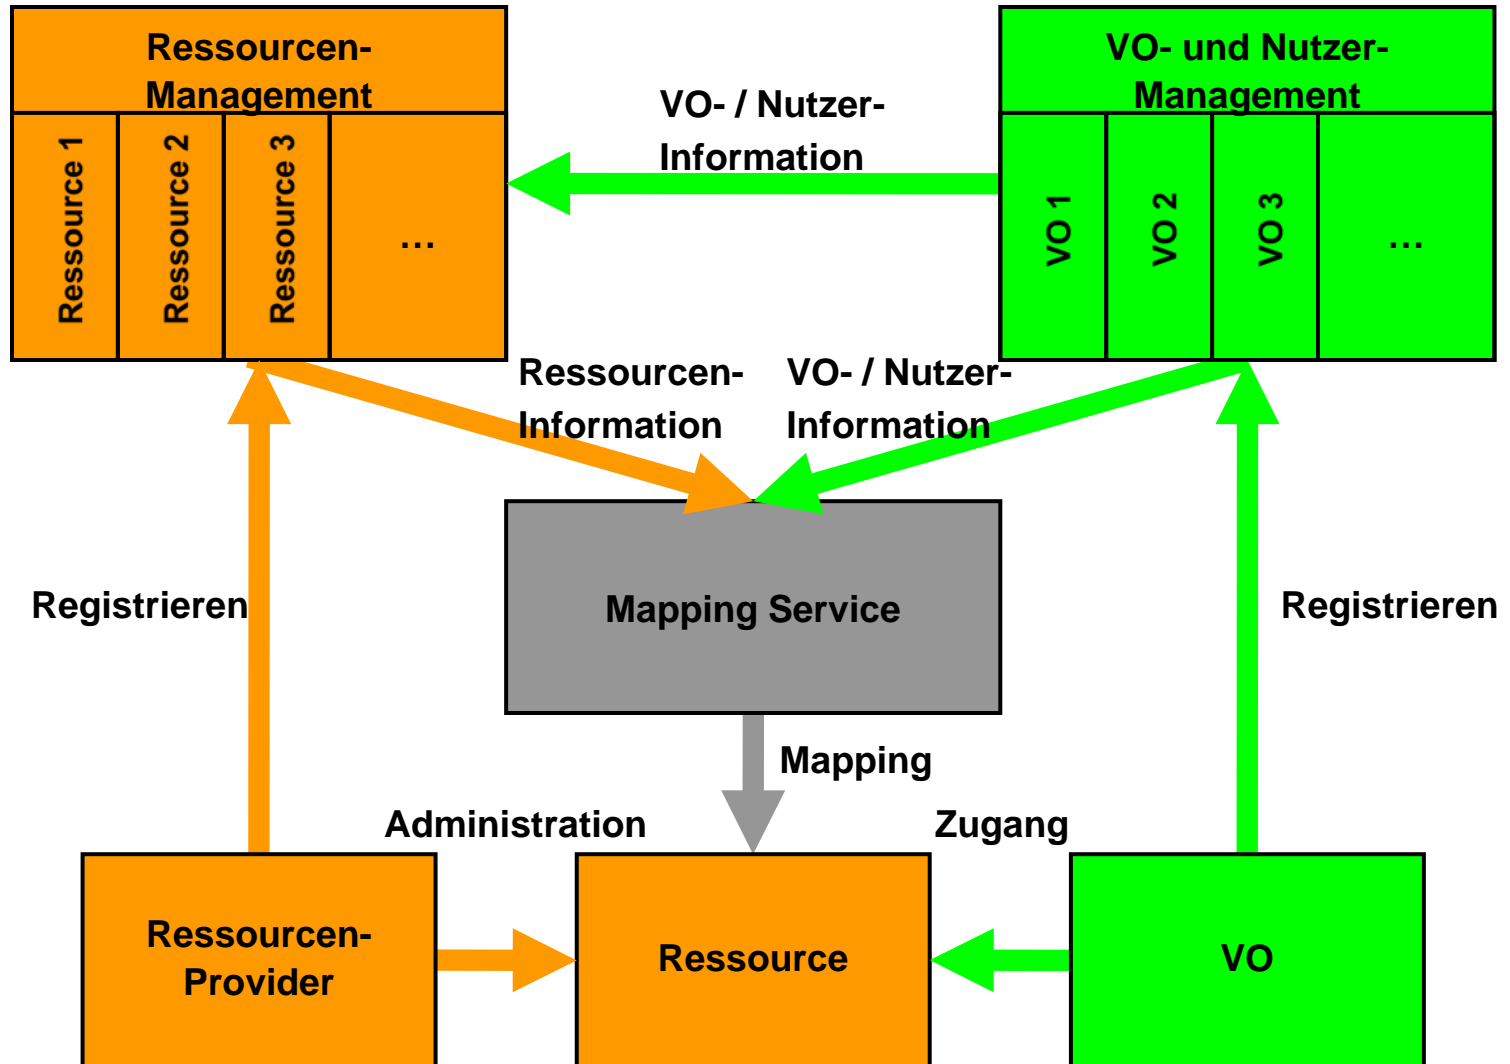 Ressourcen-
Management
Ressource 1
Ressource 2
Ressource 3
...
VO- / Nutzer-
Information
VO- und Nutzer-
Management
VO 1
VO 2
VO 3
...
Ressourcen-
Information
VO- / Nutzer-
Information
Registrieren
Mapping Service
Registrieren
Mapping
Administration
Zugang
Ressourcen-
Provider
Ressource
VO